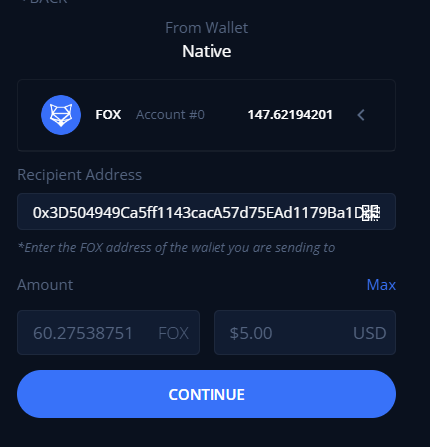 BACK
From Wallet
Native
FOX Account #0 147.62194201
Recipient Address
0x3D504949Ca5ff1143cacA57d75EAd1179Ba1D
*Enter the FOX address of the wallet you are sending to
Amount Max
60.27538751 FOX $5.00 USD
CONTINUE